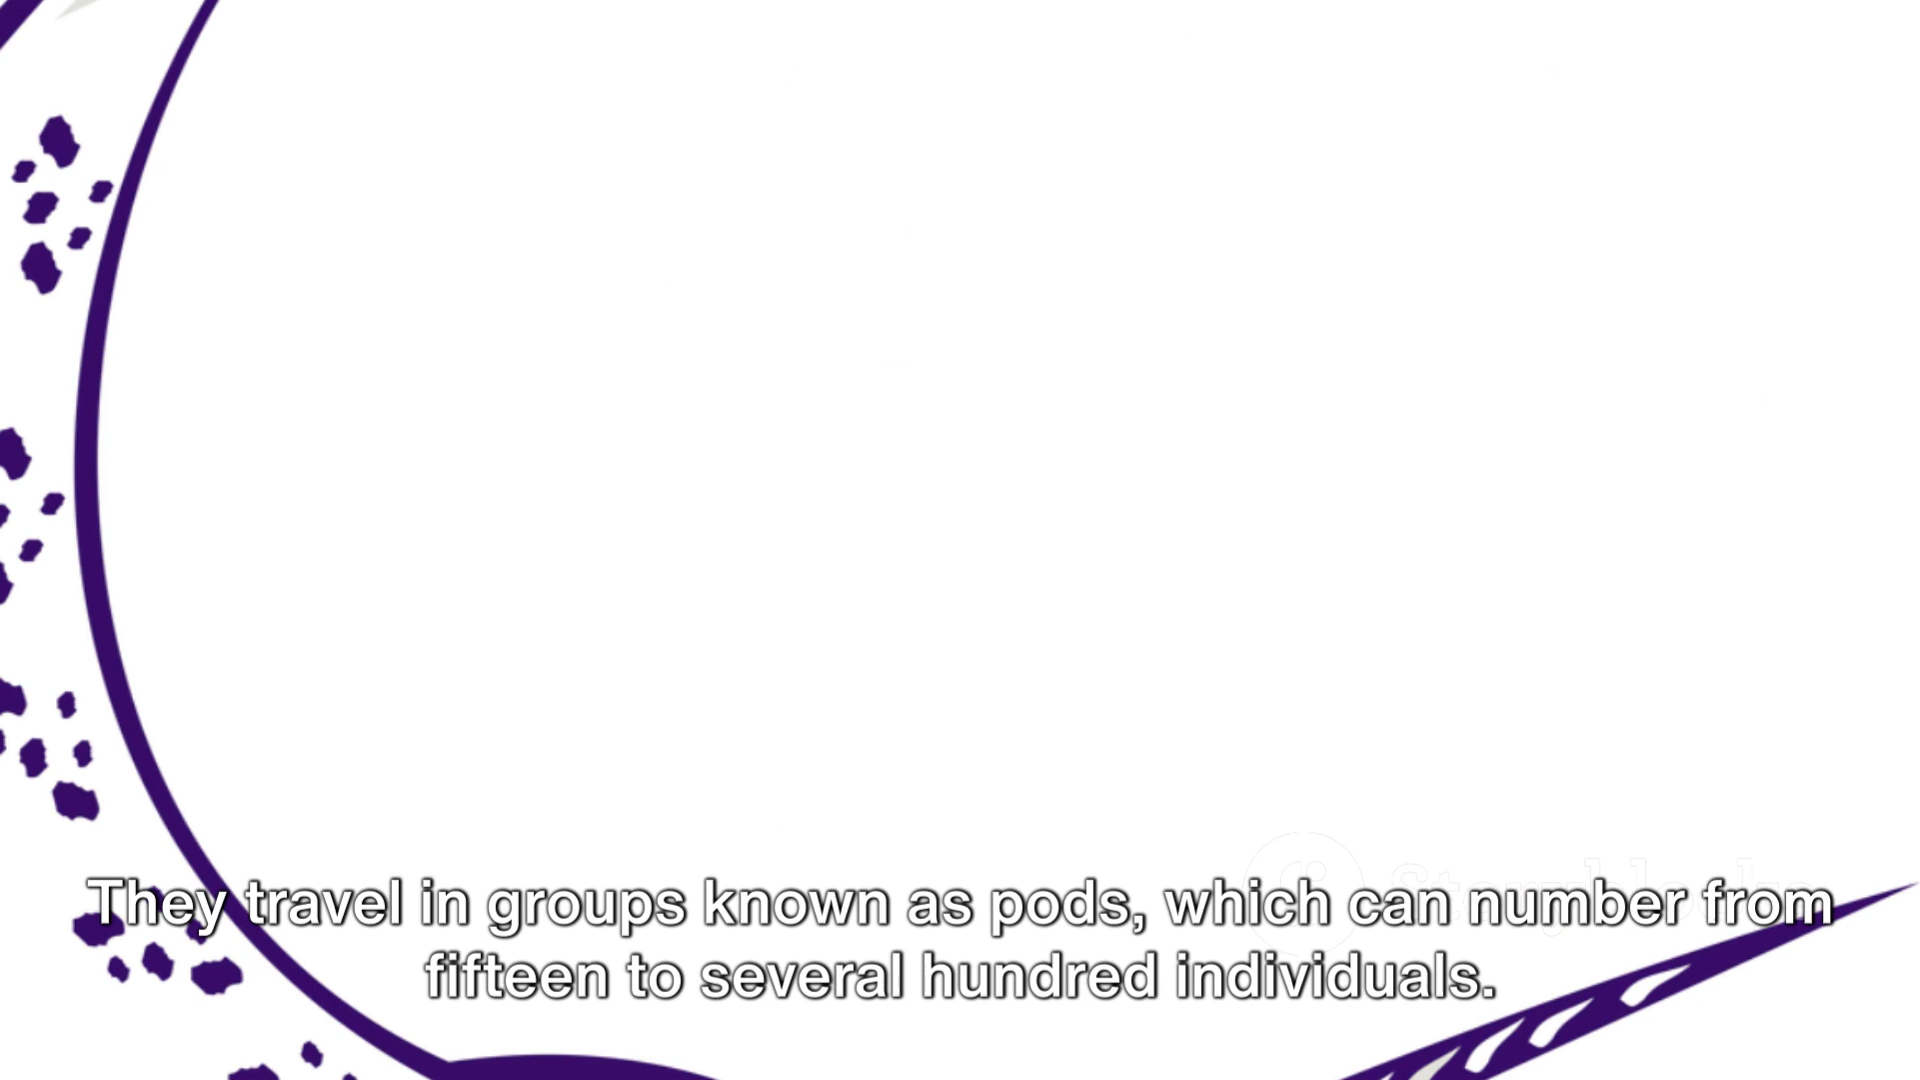 They travel in groups known as pods, which can number from
fifteen to several hundred individuals.